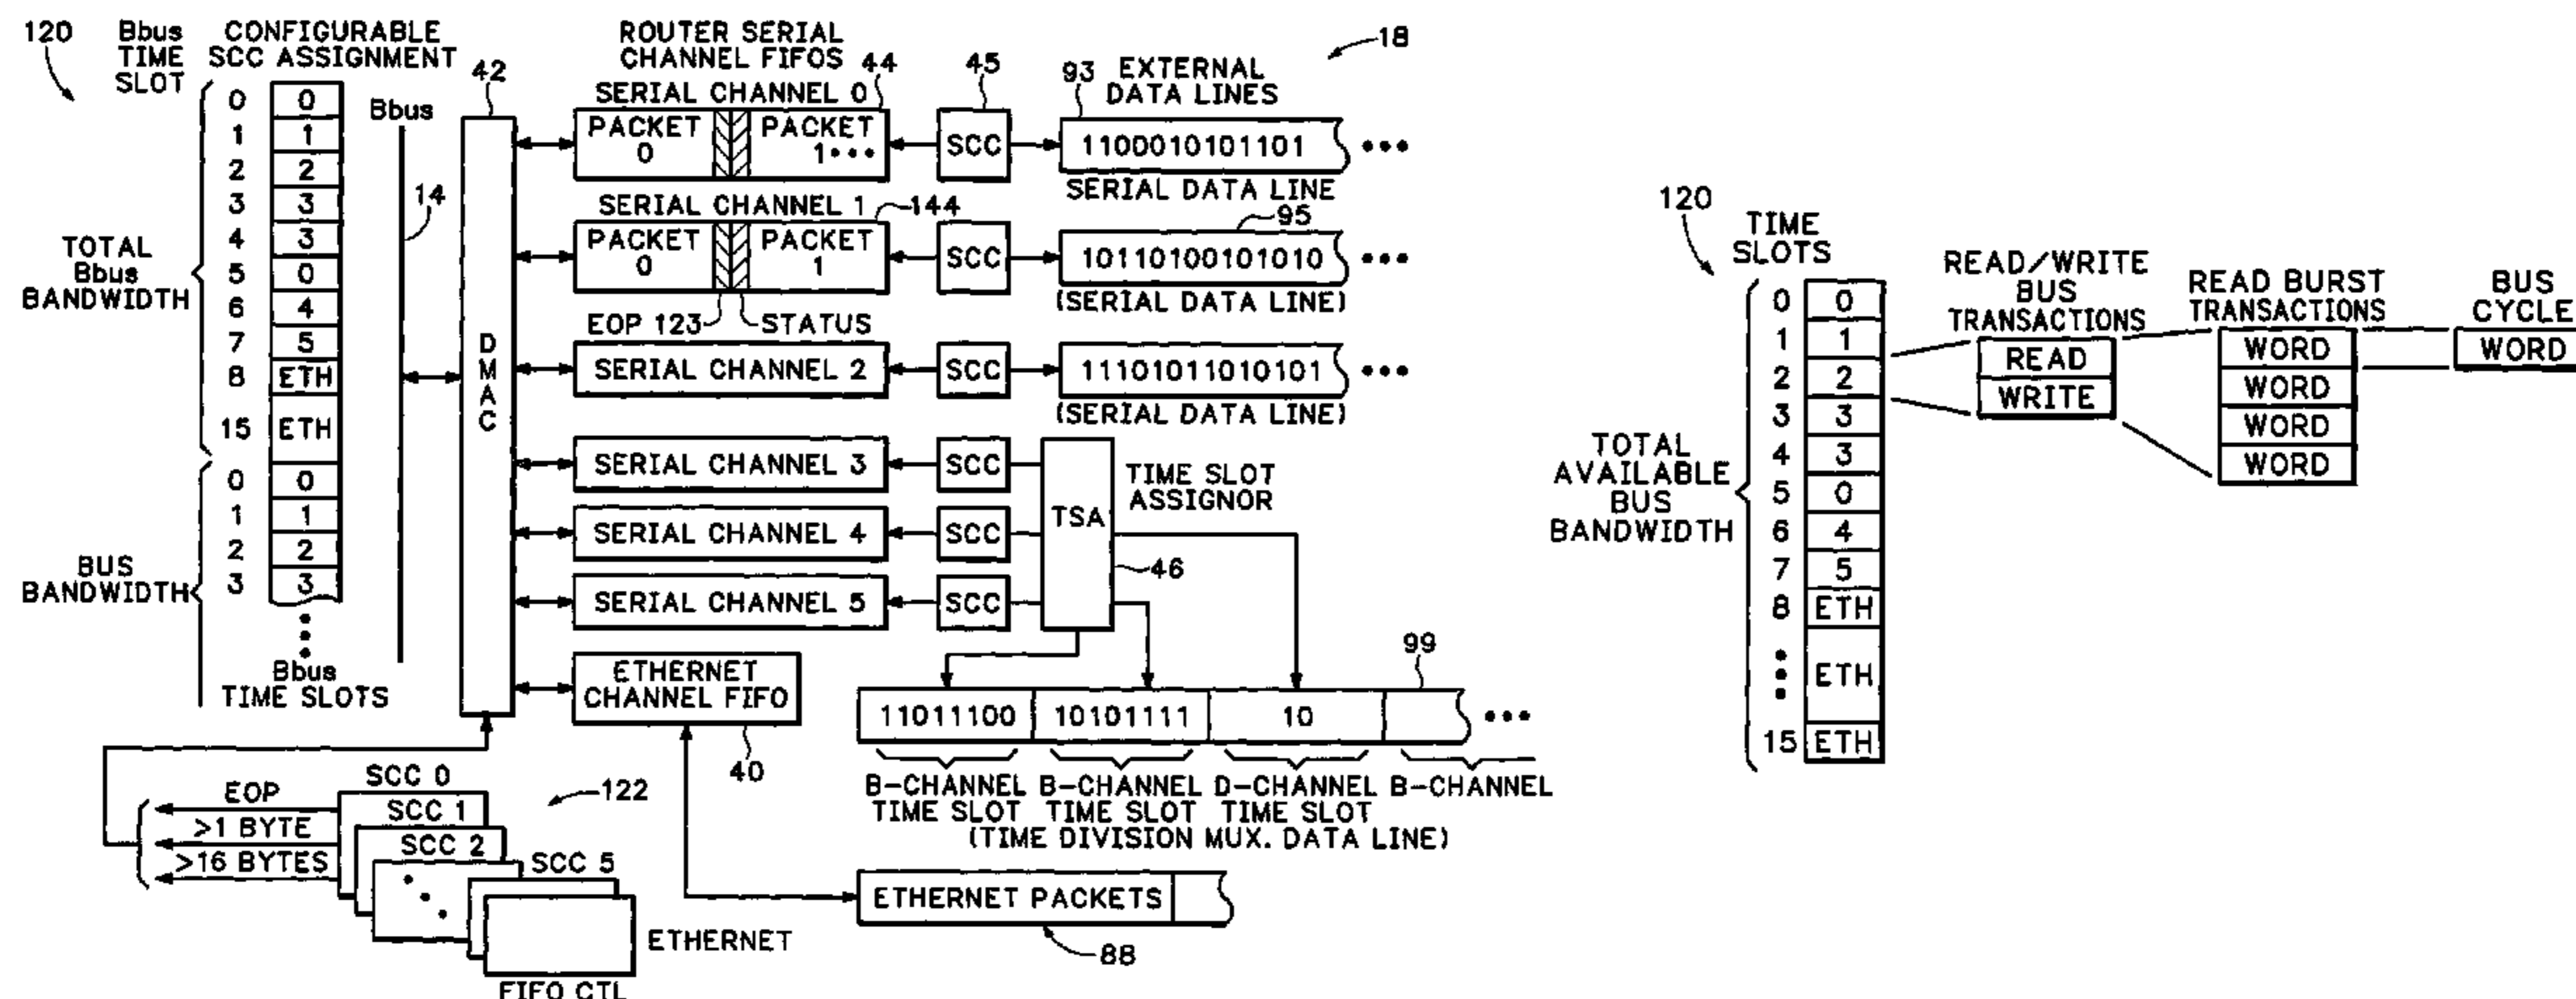 120
Bbus
TIME
SLOT
CONFIGURABLE
SCC ASSIGNMENT
0 0
1 1
2 2
3 3
4 3
5 0
6 4
7 5
8 ETH
15 ETH
0 0
1 1
2 2
3 3
TOTAL
Bbus
BANDWIDTH
BUS
BANDWIDTH
Bbus
TIME SLOTS
Bbus
14
42
DMAC
ROUTER SERIAL
CHANNEL FIFOS
44
45
18
SERIAL CHANNEL 0
PACKET
0
PACKET
1•••
SCC
93
EXTERNAL
DATA LINES
1100010101101 •••
SERIAL DATA LINE
SERIAL CHANNEL 1
144
PACKET
0
PACKET
1
SCC
95
10110100101010 •••
(SERIAL DATA LINE)
EOP 123
STATUS
SERIAL CHANNEL 2
SCC
11101011010101 •••
(SERIAL DATA LINE)
SERIAL CHANNEL 3
SCC
SERIAL CHANNEL 4
SCC
SERIAL CHANNEL 5
SCC
TSA
TIME SLOT
ASSIGNOR
46
ETHERNET
CHANNEL FIFO
40
99
11011100 10101111 10 •••
B-CHANNEL
TIME SLOT
B-CHANNEL
TIME SLOT
D-CHANNEL
TIME SLOT
B-CHANNEL
(TIME DIVISION MUX. DATA LINE)
ETHERNET PACKETS
88
EOP
>1 BYTE
>16 BYTES
SCC 0
SCC 1
SCC 2
SCC 5
122
ETHERNET
FIFO CTL
120
TIME
SLOTS
0 0
1 1
2 2
3 3
4 3
5 0
6 4
7 5
8 ETH
ETH
15 ETH
TOTAL
AVAILABLE
BUS
BANDWIDTH
READ/WRITE
BUS
TRANSACTIONS
READ
WRITE
READ BURST
TRANSACTIONS
WORD
WORD
WORD
WORD
BUS
CYCLE
WORD